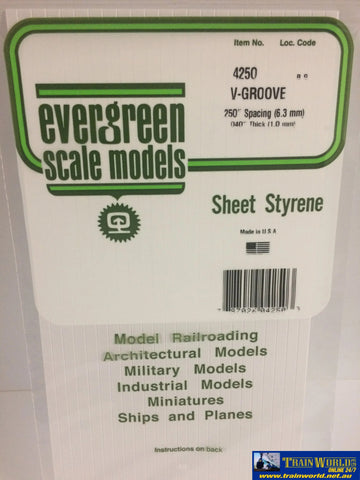 Item No. Loc. Code
4250
V-GROOVE
.250" Spacing (6.3 mm)
.040" Thick (1.0 mm)
evergreen
scale models
Sheet Styrene
Made in U S A
Model Railroading
Architectural Models
Military Models
Industrial Models
Miniatures
Ships and Planes
Instructions on back
TRAINWORLD
ONLINE 24/7
www.trainworld.net.au